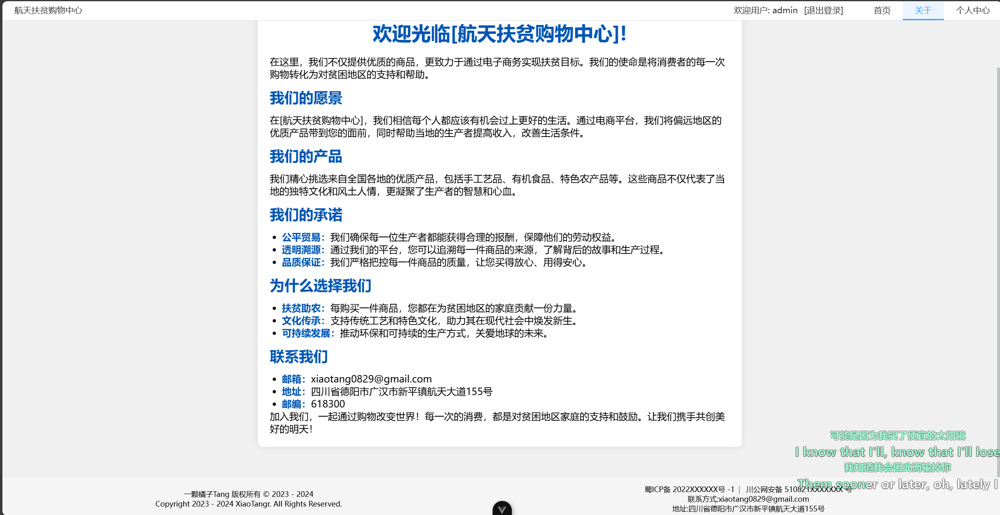 航天扶贫购物中心
欢迎用户: admin [退出登录] 首页 关于 个人中心
欢迎光临[航天扶贫购物中心]！
在这里，我们不仅提供优质的商品，更致力于通过电子商务实现扶贫目标。我们的使命是将消费者的每一次
购物转化为对贫困地区的支持和帮助。
我们的愿景
在[航天扶贫购物中心]，我们相信每个人都应该有机会过上更好的生活。通过电商平台，我们将偏远地区的
优质产品带到您的面前，同时帮助当地的生产者提高收入，改善生活条件。
我们的产品
我们精心挑选来自全国各地的优质产品，包括手工艺品、有机食品、特色农产品等。这些商品不仅代表了当
地的独特文化和风土人情，更凝聚了生产者的智慧和心血。
我们的承诺
公平贸易：我们确保每一位生产者都能获得合理的报酬，保障他们的劳动权益。
透明溯源：通过我们的平台，您可以追溯每一件商品的来源，了解背后的故事和生产过程。
品质保证：我们严格把控每一件商品的质量，让您买得放心、用得安心。
为什么选择我们
扶贫助农：每购买一件商品，您都在为贫困地区的家庭贡献一份力量。
文化传承：支持传统工艺和特色文化，助力其在现代社会中焕发新生。
可持续发展：推动环保和可持续的生产方式，关爱地球的未来。
联系我们
邮箱：xiaotang0829@gmail.com
地址：四川省德阳市广汉市新平镇航天大道155号
邮编：618300
加入我们，一起通过购物改变世界！每一次的消费，都是对贫困地区家庭的支持和鼓励。让我们携手共创美
好的明天！
可能是因为我买了便宜的太阳镜
I know that I'll, know that I'll lose
我知道我会因此而输掉你
Them sooner or later, oh, lately I
一颗橘子Tang 版权所有 © 2023 - 2024
Copyright 2023 - 2024 XiaoTangr. All Rights Reserved.
蜀ICP备 2022XXXXXX号 -1 | 川公网安备 510821XXXXXXX 号
联系方式:xiaotang0829@gmail.com
地址:四川省德阳市广汉市新平镇航天大道155号